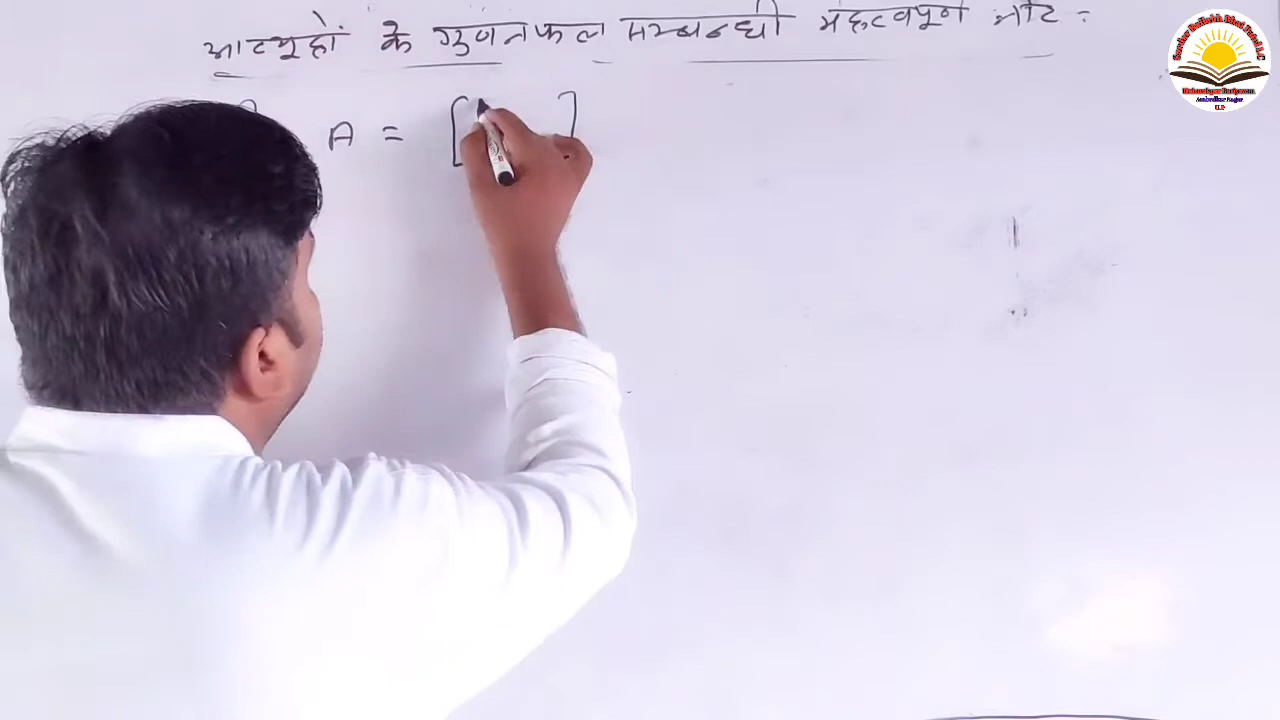 आव्यूहों के गुणनफल सम्बन्धी महत्वपूर्ण नोट :
A = [ ]